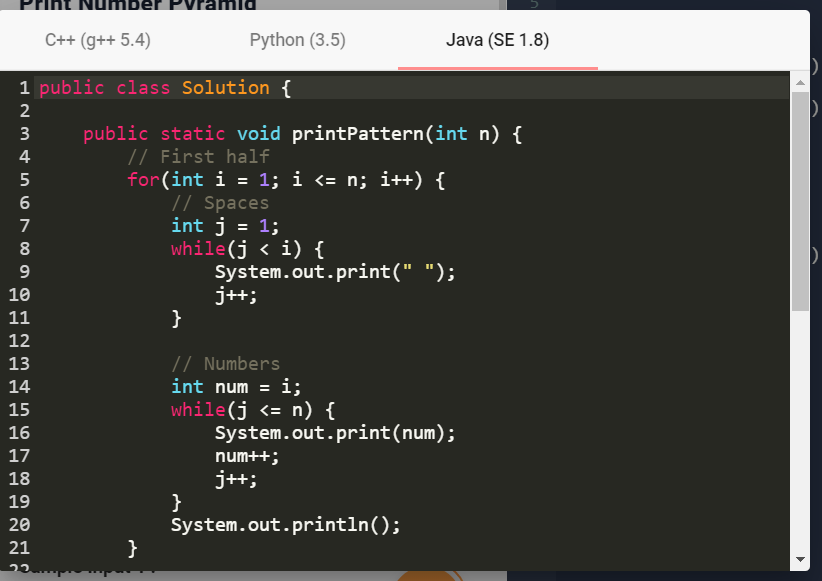 Print Number Pyramid
5
C++ (g++ 5.4) Python (3.5) Java (SE 1.8)
1 public class Solution {
2
3     public static void printPattern(int n) {
4         // First half
5         for(int i = 1; i <= n; i++) {
6             // Spaces
7             int j = 1;
8             while(j < i) {
9                 System.out.print(" ");
10                 j++;
11             }
12
13             // Numbers
14             int num = i;
15             while(j <= n) {
16                 System.out.print(num);
17                 num++;
18                 j++;
19             }
20             System.out.println();
21         }
22